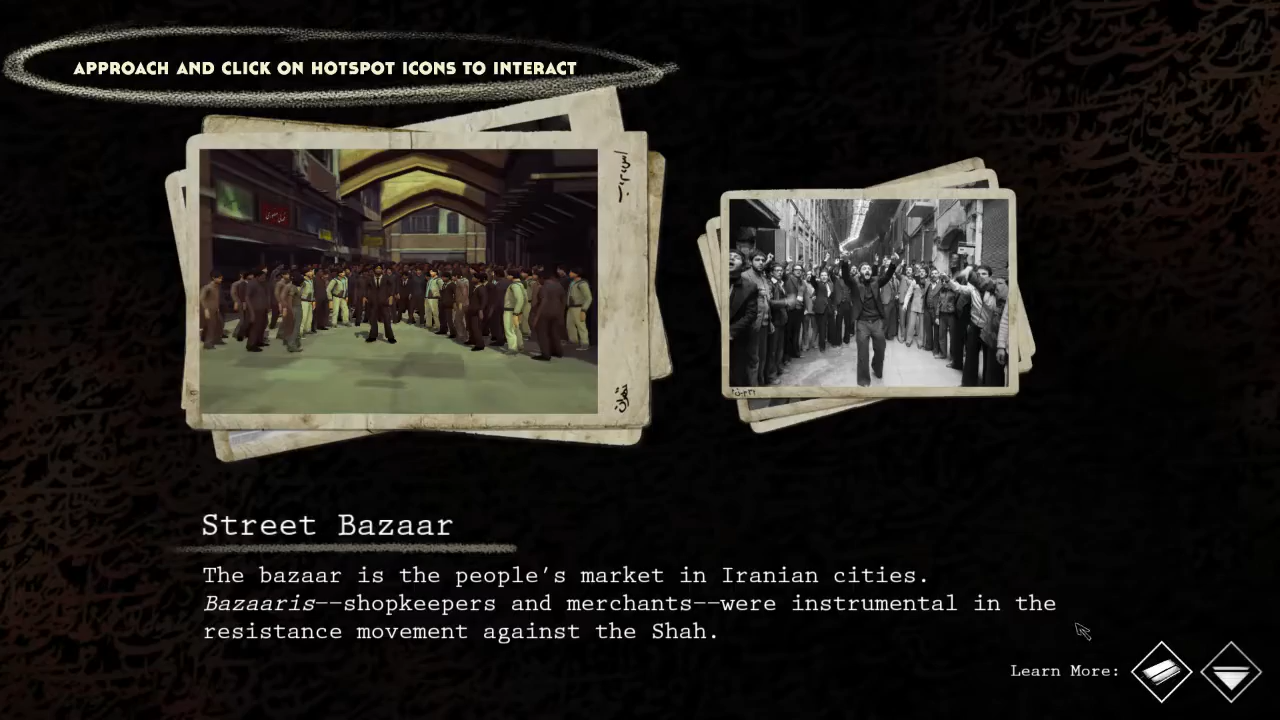 APPROACH AND CLICK ON HOTSPOT ICONS TO INTERACT
تهران
Street Bazaar
The bazaar is the people's market in Iranian cities.
Bazaaris--shopkeepers and merchants--were instrumental in the
resistance movement against the Shah.
Learn More: